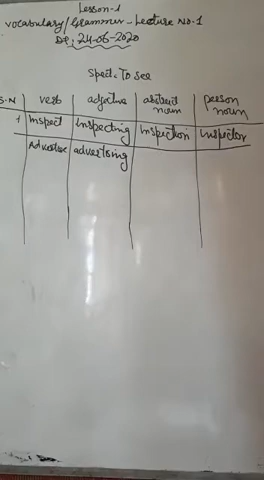 Lesson-1
Vocabulary/Grammer - Lecture No.1
Dt. 24-06-2020
Spect. To see
S.N verb adjective abstract noun person noun
1 Inspect Inspecting Inspection Inspector
Advertise advertising